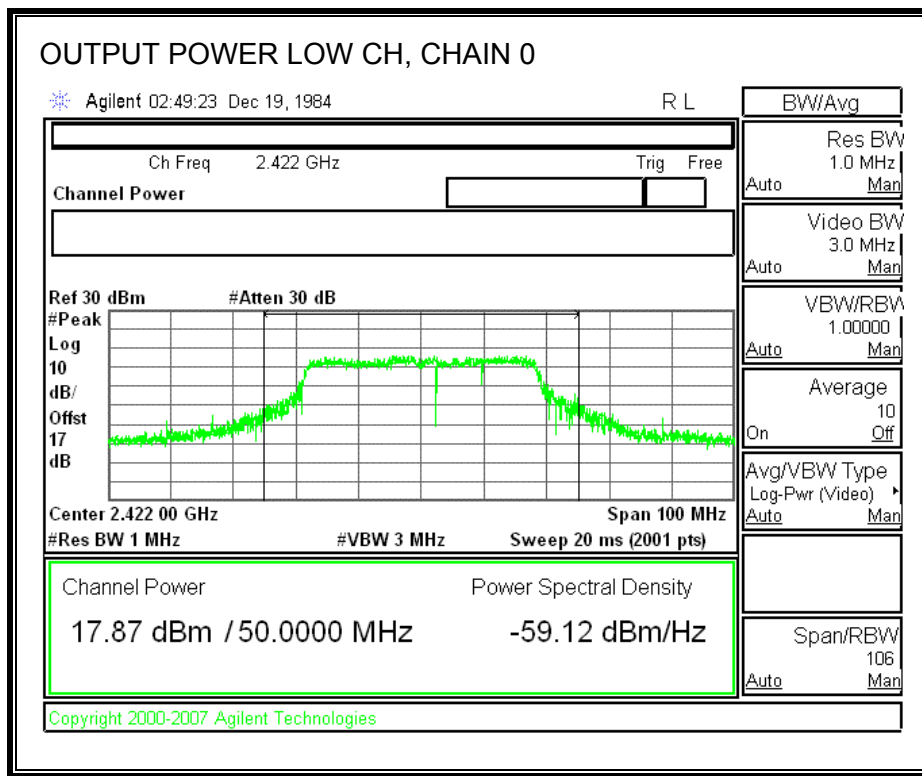 OUTPUT POWER LOW CH, CHAIN 0
Agilent 02:49:23 Dec 19, 1984
R L
Ch Freq 2.422 GHz
Trig Free
Channel Power
Ref 30 dBm
#Atten 30 dB
#Peak
Log
10
dB/
Offst
17
dB
Center 2.422 00 GHz
Span 100 MHz
#Res BW 1 MHz
#VBW 3 MHz
Sweep 20 ms (2001 pts)
Channel Power
Power Spectral Density
17.87 dBm / 50.0000 MHz
-59.12 dBm/Hz
Copyright 2000-2007 Agilent Technologies
BW/Avg
Res BW
1.0 MHz
Auto Man
Video BW
3.0 MHz
Auto Man
VBW/RBW
1.00000
Auto Man
Average
10
On Off
Avg/VBW Type
Log-Pwr (Video)
Auto Man
Span/RBW
106
Auto Man